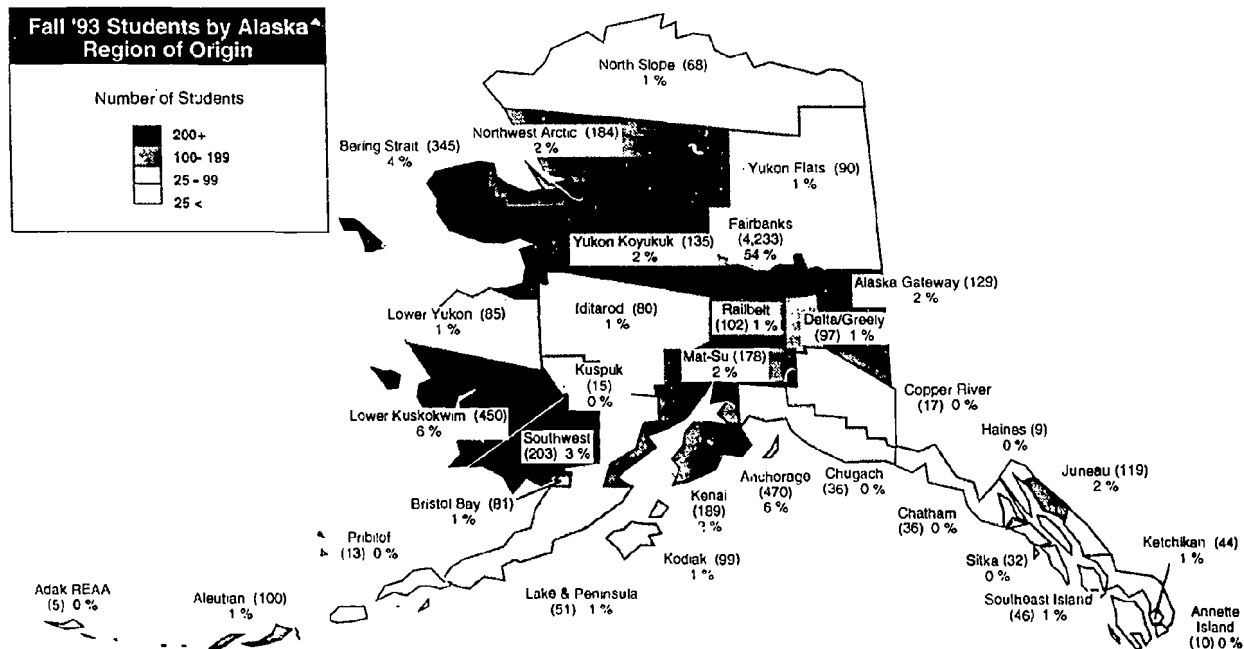 Fall '93 Students by Alaska
Region of Origin
Number of Students
200+
100-199
25-99
25 <
North Slope (68)
1 %
Northwest Arctic (184)
2 %
Bering Strait (345)
4 %
Yukon Flats (90)
1 %
Fairbanks
(4,233)
54 %
Yukon Koyukuk (135)
2 %
Alaska Gateway (129)
2 %
Lower Yukon (85)
1 %
Iditarod (80)
1 %
Railbelt
(102) 1 %
Delta/Greely
(97) 1 %
Mat-Su (178)
2 %
Kuspuk
(15)
0 %
Copper River
(17) 0 %
Lower Kuskokwim (450)
6 %
Southwest
(203) 3 %
Haines (9)
0 %
Juneau (119)
2 %
Bristol Bay (81)
1 %
Kenai
(189)
Anchorage
(470)
6 %
Chugach
(36) 0 %
Chatham
(36) 0 %
Pribilof
(13) 0 %
Kodiak (99)
1 %
Sitka (32)
0 %
Ketchikan (44)
1 %
Adak REAA
(5) 0 %
Aleutian (100)
1 %
Lake & Peninsula
(51) 1 %
Southeast Island
(46) 1 %
Annette
Island
(10) 0 %